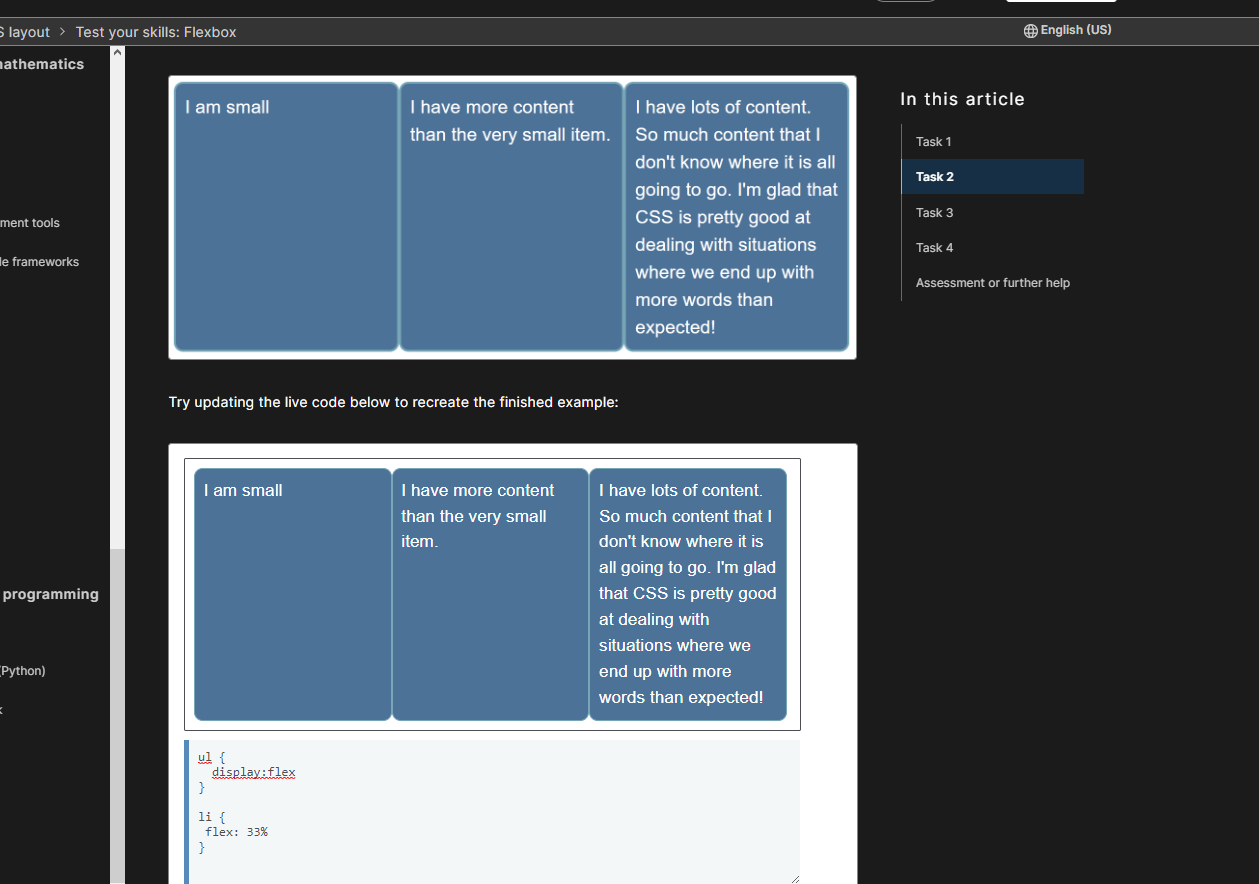 S layout > Test your skills: Flexbox
English (US)
mathematics
ment tools
le frameworks
programming
(Python)
k
I am small
I have more content
than the very small item.
I have lots of content.
So much content that I
don't know where it is all
going to go. I'm glad that
CSS is pretty good at
dealing with situations
where we end up with
more words than
expected!
Try updating the live code below to recreate the finished example:
I am small
I have more content
than the very small
item.
I have lots of content.
So much content that I
don't know where it is
all going to go. I'm glad
that CSS is pretty good
at dealing with
situations where we
end up with more
words than expected!
ul {
  display:flex
}
li {
 flex: 33%
}
In this article
Task 1
Task 2
Task 3
Task 4
Assessment or further help